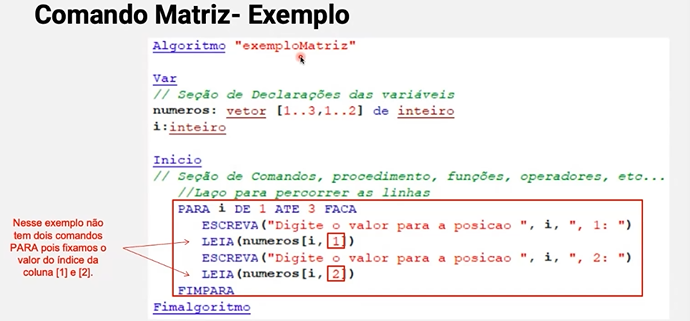 Comando Matriz- Exemplo
Algoritmo "exemploMatriz"
Var
// Seção de Declarações das variáveis
numeros: vetor [1..3,1..2] de inteiro
i:inteiro
Inicio
// Seção de Comandos, procedimento, funções, operadores, etc...
//Laço para percorrer as linhas
PARA i DE 1 ATE 3 FACA
ESCREVA("Digite o valor para a posicao ", i, ", 1: ")
LEIA(numeros[i, 1])
ESCREVA("Digite o valor para a posicao ", i, ", 2: ")
LEIA(numeros[i, 2])
FIMPARA
Fimalgoritmo
Nesse exemplo não
tem dois comandos
PARA pois fixamos o
valor do índice da
coluna [1] e [2].